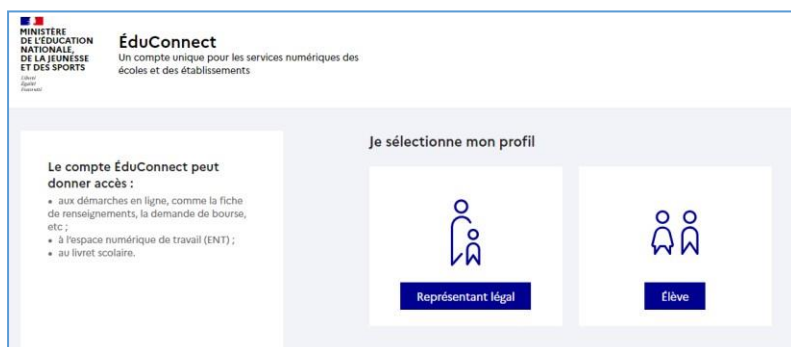 MINISTÈRE
DE L'ÉDUCATION
NATIONALE,
DE LA JEUNESSE
ET DES SPORTS
Liberté
Égalité
Fraternité
ÉduConnect
Un compte unique pour les services numériques des
écoles et des établissements
Le compte ÉduConnect peut
donner accès :
• aux démarches en ligne, comme la fiche
de renseignements, la demande de bourse,
etc ;
• à l'espace numérique de travail (ENT) ;
• au livret scolaire.
Je sélectionne mon profil
Représentant légal
Élève